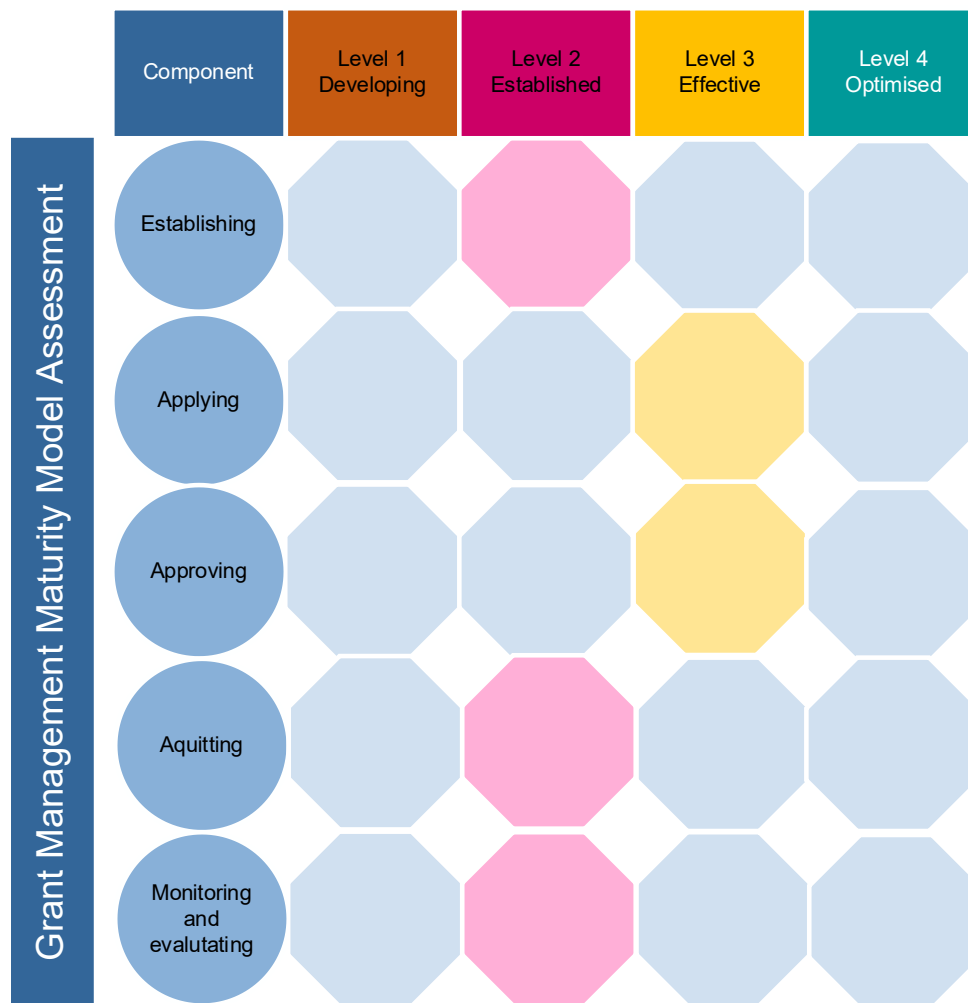 Component
Level 1
Developing
Level 2
Established
Level 3
Effective
Level 4
Optimised
Grant Management Maturity Model Assessment
Establishing
Applying
Approving
Aquitting
Monitoring
and
evalutating